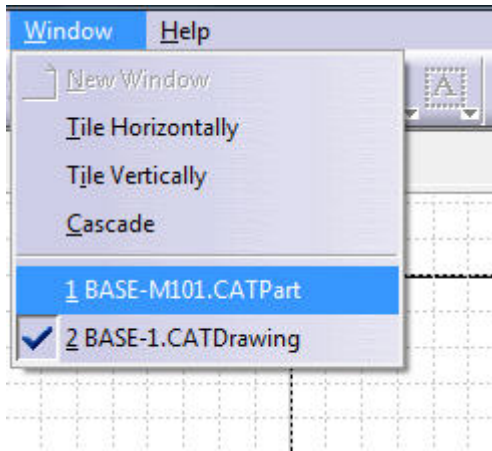 Window Help
New Window
A
Tile Horizontally
Tile Vertically
Cascade
1 BASE-M101.CATPart
2 BASE-1.CATDrawing